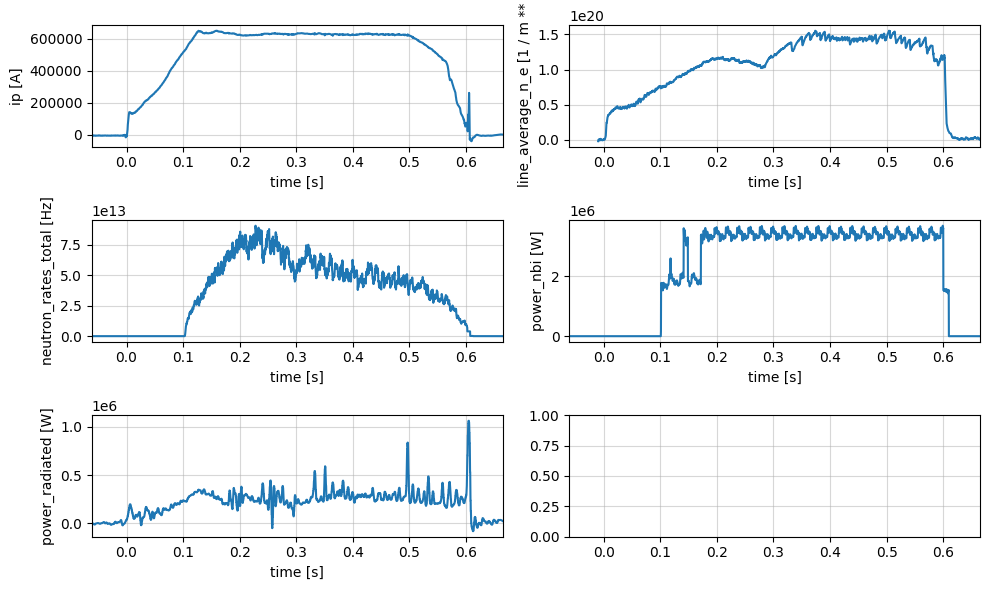 ip [A]
600000
400000
200000
0
0.0 0.1 0.2 0.3 0.4 0.5 0.6
time [s]
line_average_n_e [1 / m **
1e20
1.5
1.0
0.5
0.0
0.0 0.1 0.2 0.3 0.4 0.5 0.6
time [s]
neutron_rates_total [Hz]
1e13
7.5
5.0
2.5
0.0
0.0 0.1 0.2 0.3 0.4 0.5 0.6
time [s]
power_nbi [W]
1e6
2
0
0.0 0.1 0.2 0.3 0.4 0.5 0.6
time [s]
power_radiated [W]
1e6
1.0
0.5
0.0
0.0 0.1 0.2 0.3 0.4 0.5 0.6
time [s]
1.00
0.75
0.50
0.25
0.00
0.0 0.1 0.2 0.3 0.4 0.5 0.6